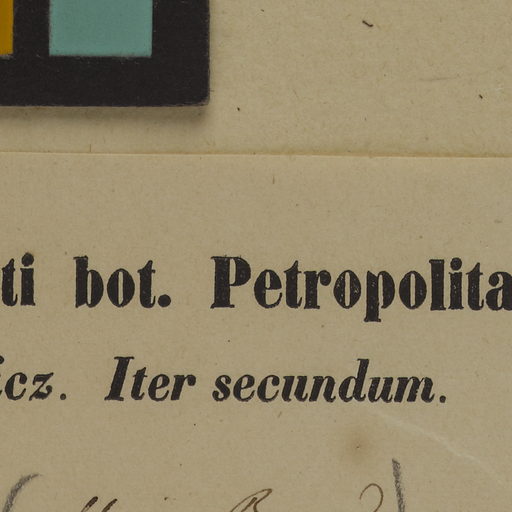 ti bot. Petropolita
icz. Iter secundum.